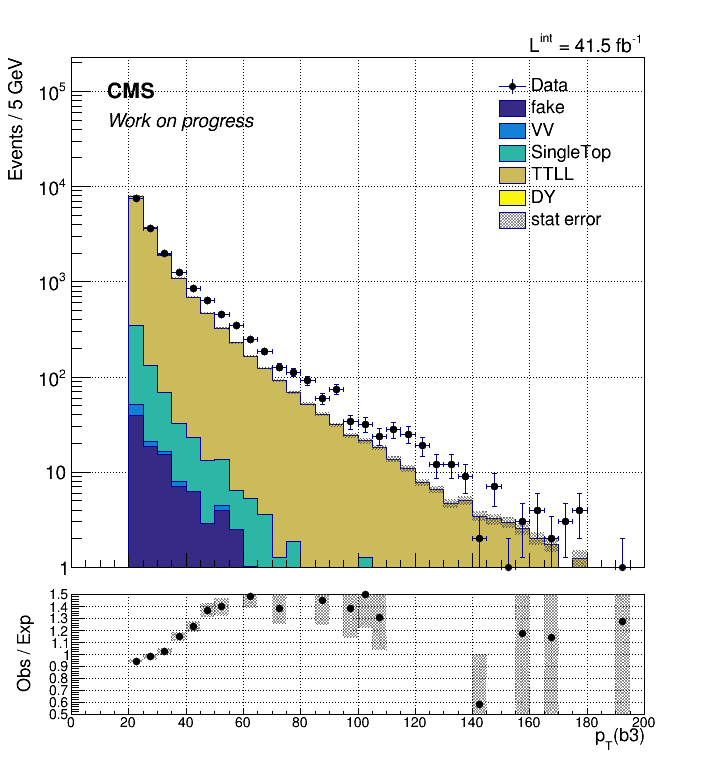 L^int = 41.5 fb^-1
CMS
Work on progress
Events / 5 GeV
Data
fake
VV
SingleTop
TTLL
DY
stat error
10^5
10^4
10^3
10^2
10
1
Obs / Exp
1.5
1.4
1.3
1.2
1.1
1
0.9
0.8
0.7
0.6
0.5
0 20 40 60 80 100 120 140 160 180 200
p_T(b3)